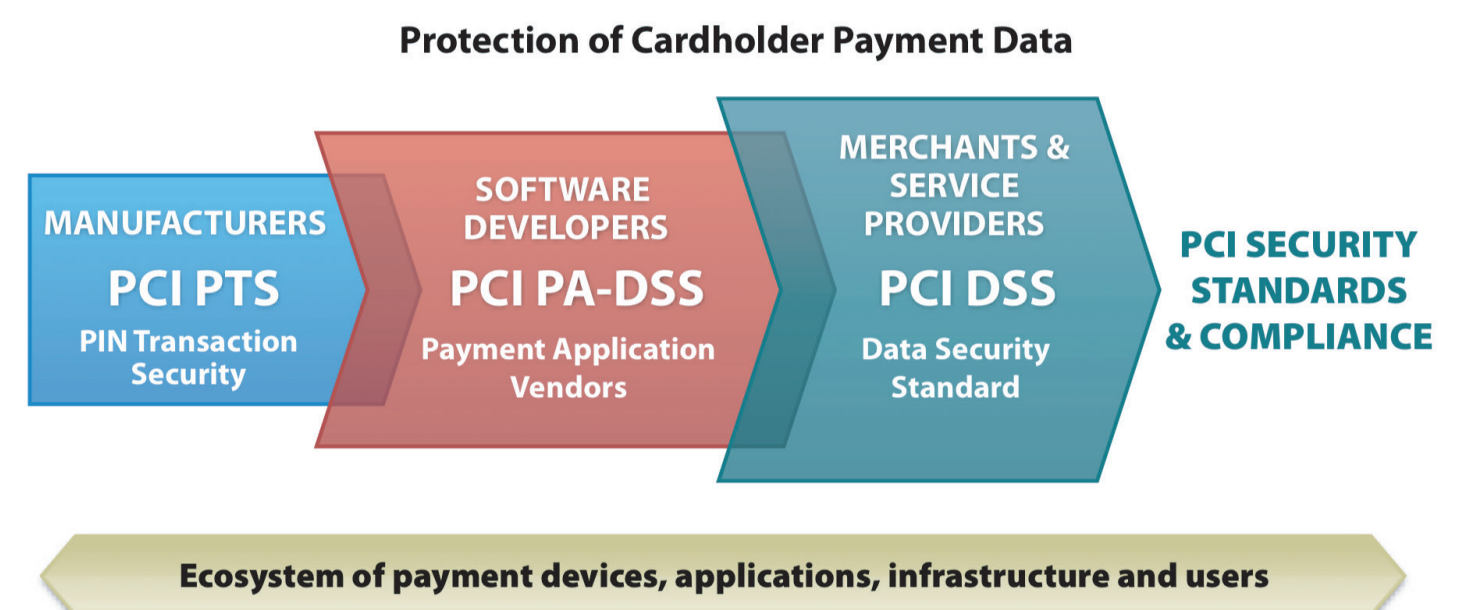 Protection of Cardholder Payment Data
MANUFACTURERS
PCI PTS
PIN Transaction
Security
SOFTWARE
DEVELOPERS
PCI PA-DSS
Payment Application
Vendors
MERCHANTS &
SERVICE
PROVIDERS
PCI DSS
Data Security
Standard
PCI SECURITY
STANDARDS
& COMPLIANCE
Ecosystem of payment devices, applications, infrastructure and users